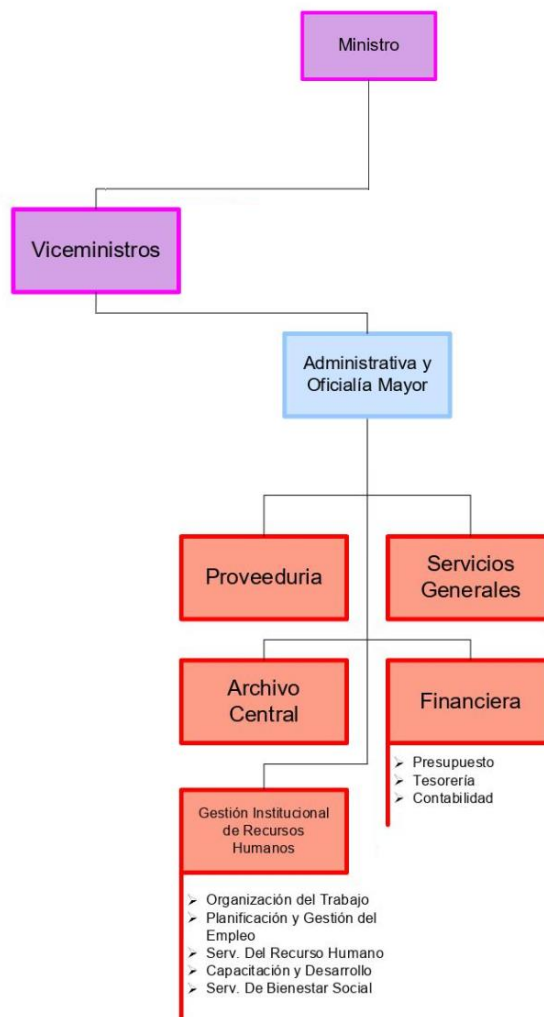 Ministro
Viceministros
Administrativa y
Oficialía Mayor
Proveeduria
Servicios
Generales
Archivo
Central
Financiera
➢ Presupuesto
➢ Tesorería
➢ Contabilidad
Gestión Institucional
de Recursos
Humanos
➢ Organización del Trabajo
➢ Planificación y Gestión del
Empleo
➢ Serv. Del Recurso Humano
➢ Capacitación y Desarrollo
➢ Serv. De Bienestar Social